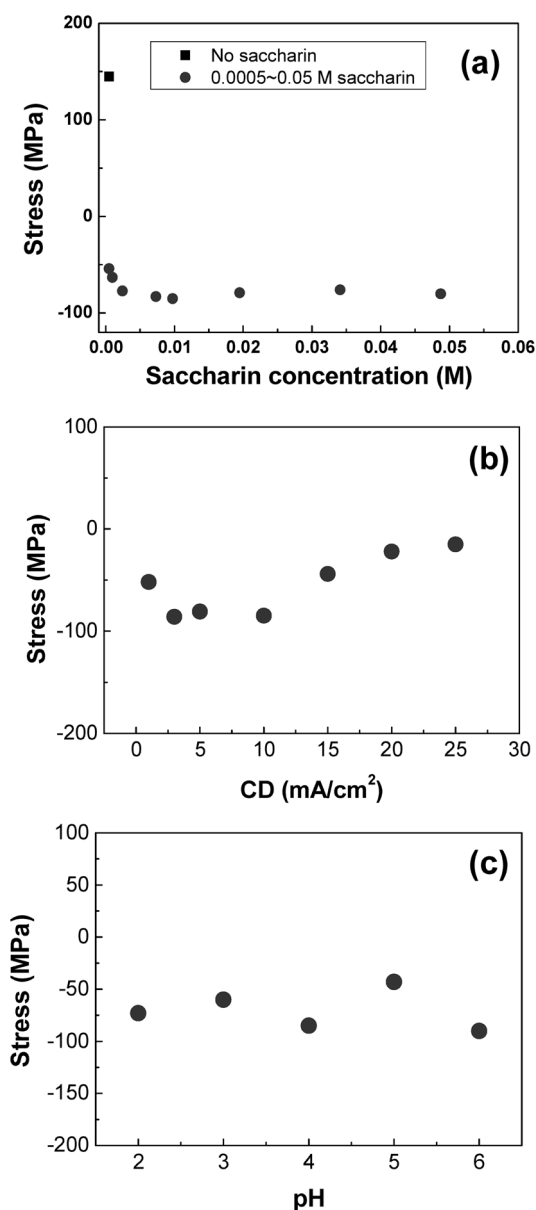 200
100
0
-100
0.00 0.01 0.02 0.03 0.04 0.05 0.06
Stress (MPa)
Saccharin concentration (M)
No saccharin
0.0005~0.05 M saccharin
(a)
100
0
-100
-200
0 5 10 15 20 25 30
Stress (MPa)
CD (mA/cm²)
(b)
100
50
0
-50
-100
-150
-200
2 3 4 5 6
Stress (MPa)
pH
(c)